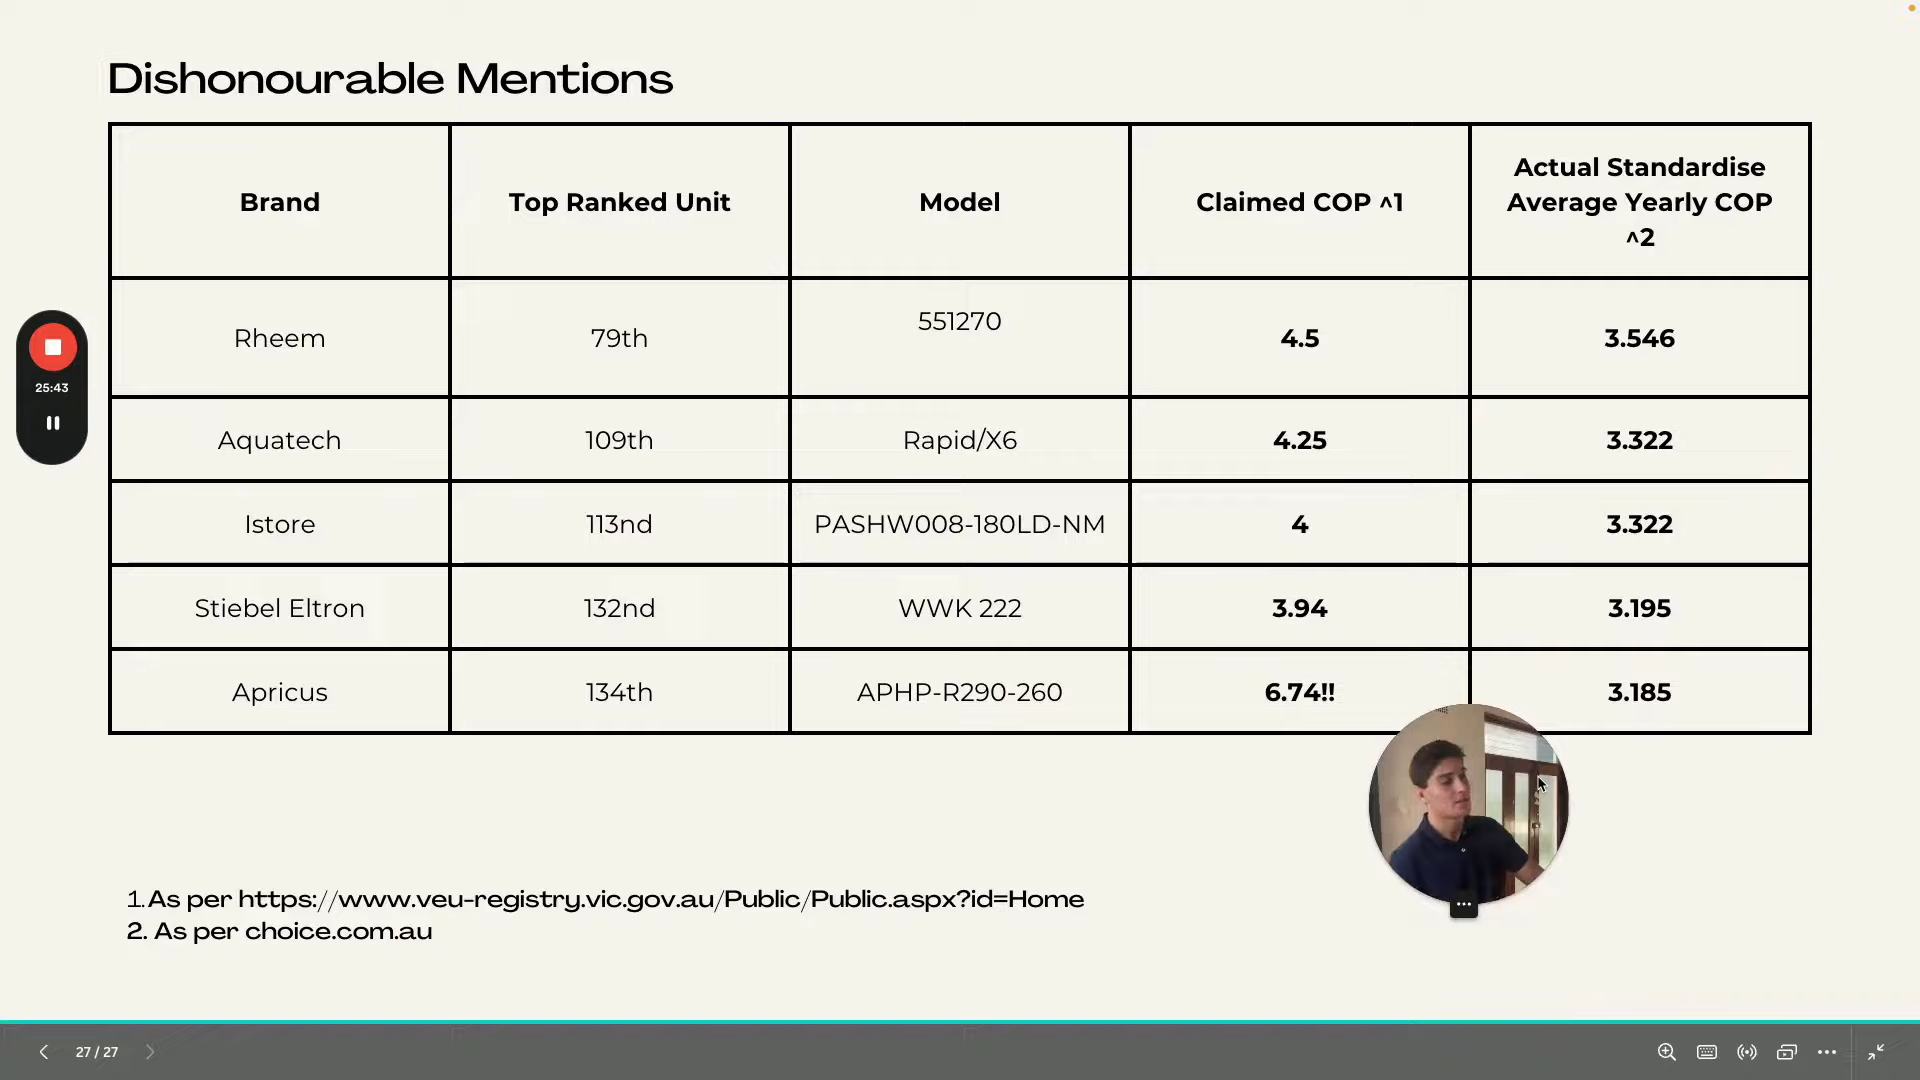 Dishonourable Mentions
Brand
Top Ranked Unit
Model
Claimed COP ^1
Actual Standardise
Average Yearly COP
^2
Rheem
79th
551270
4.5
3.546
Aquatech
109th
Rapid/X6
4.25
3.322
Istore
113nd
PASHW008-180LD-NM
4
3.322
Stiebel Eltron
132nd
WWK 222
3.94
3.195
Apricus
134th
APHP-R290-260
6.74!!
3.185
25:43
1.As per https://www.veu-registry.vic.gov.au/Public/Public.aspx?id=Home
2. As per choice.com.au
27 / 27